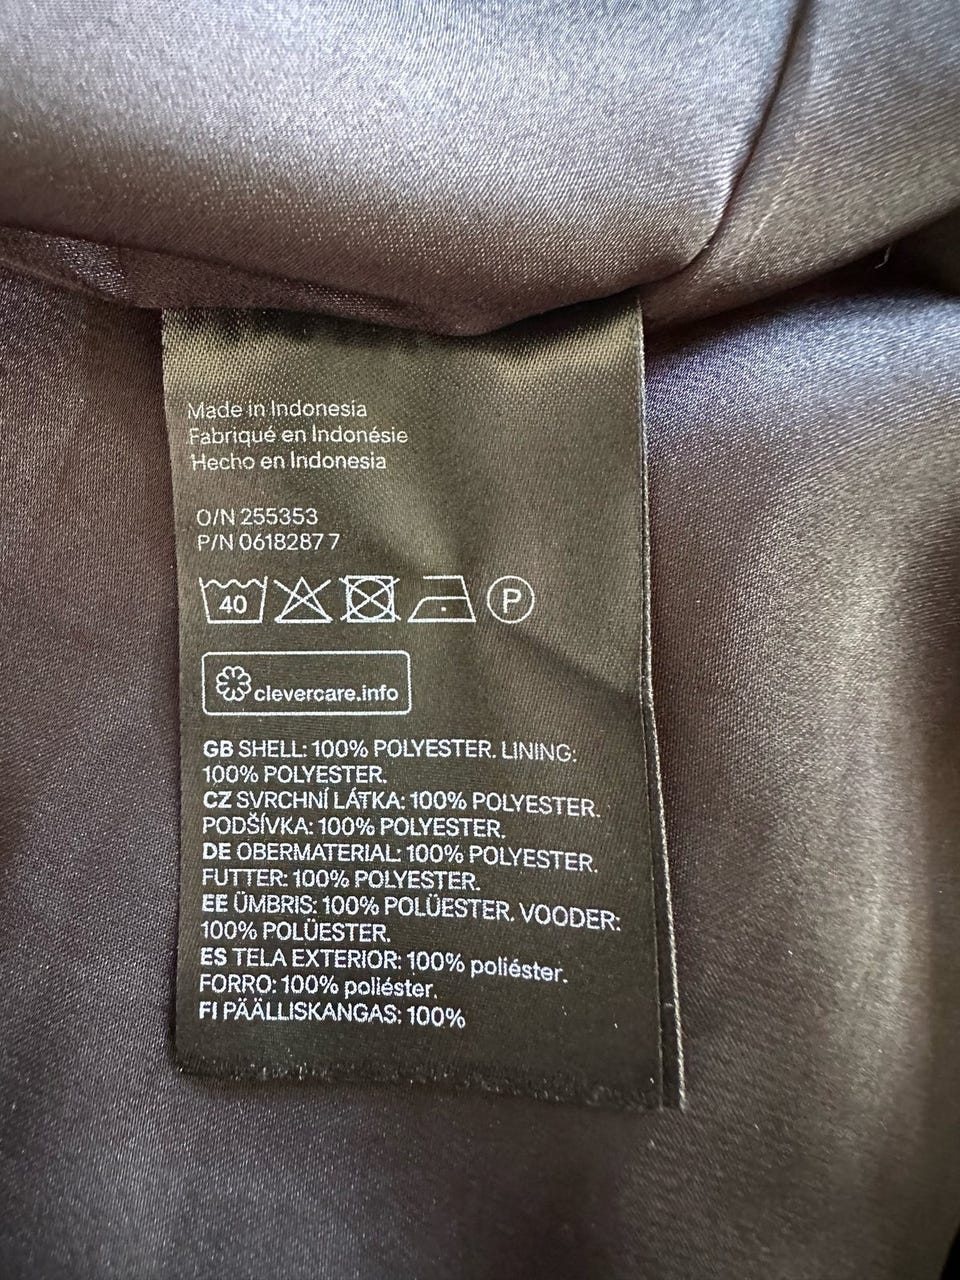 Made in Indonesia
Fabriqué en Indonésie
Hecho en Indonesia
O/N 255353
P/N 0618287 7
40 P
clevercare.info
GB SHELL: 100% POLYESTER. LINING:
100% POLYESTER.
CZ SVRCHNÍ LÁTKA: 100% POLYESTER.
PODŠÍVKA: 100% POLYESTER.
DE OBERMATERIAL: 100% POLYESTER.
FUTTER: 100% POLYESTER.
EE ÜMBRIS: 100% POLÜESTER. VOODER:
100% POLÜESTER.
ES TELA EXTERIOR: 100% poliéster.
FORRO: 100% poliéster.
FI PÄÄLLISKANGAS: 100%